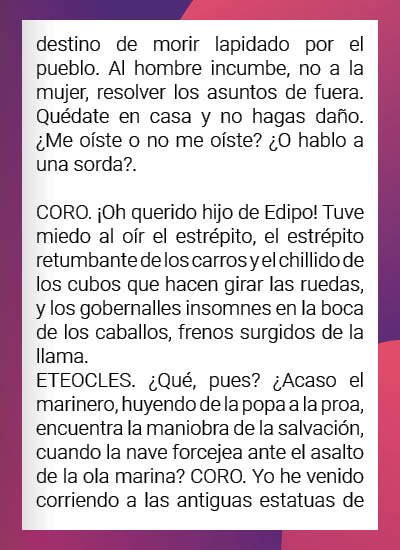 destino de morir lapidado por el
pueblo. Al hombre incumbe, no a la
mujer, resolver los asuntos de fuera.
Quédate en casa y no hagas daño.
¿Me oíste o no me oíste? ¿O hablo a
una sorda?.

CORO. ¡Oh querido hijo de Edipo! Tuve
miedo al oír el estrépito, el estrépito
retumbante de los carros y el chillido de
los cubos que hacen girar las ruedas,
y los gobernalles insomnes en la boca
de los caballos, frenos surgidos de la
llama.
ETEOCLES. ¿Qué, pues? ¿Acaso el
marinero, huyendo de la popa a la proa,
encuentra la maniobra de la salvación,
cuando la nave forcejea ante el asalto
de la ola marina? CORO. Yo he venido
corriendo a las antiguas estatuas de